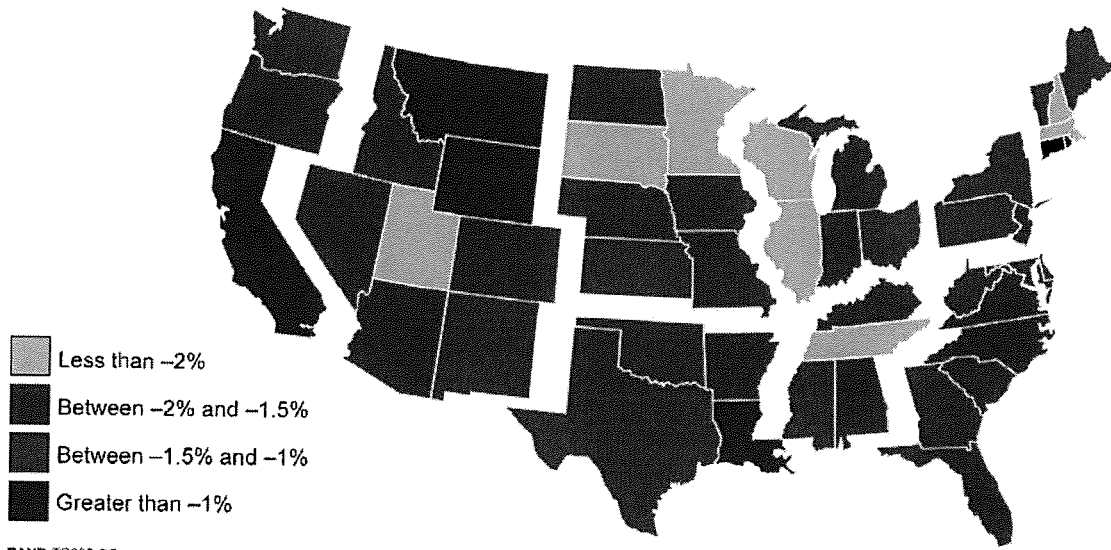 Less than –2%
Between –2% and –1.5%
Between –1.5% and –1%
Greater than –1%